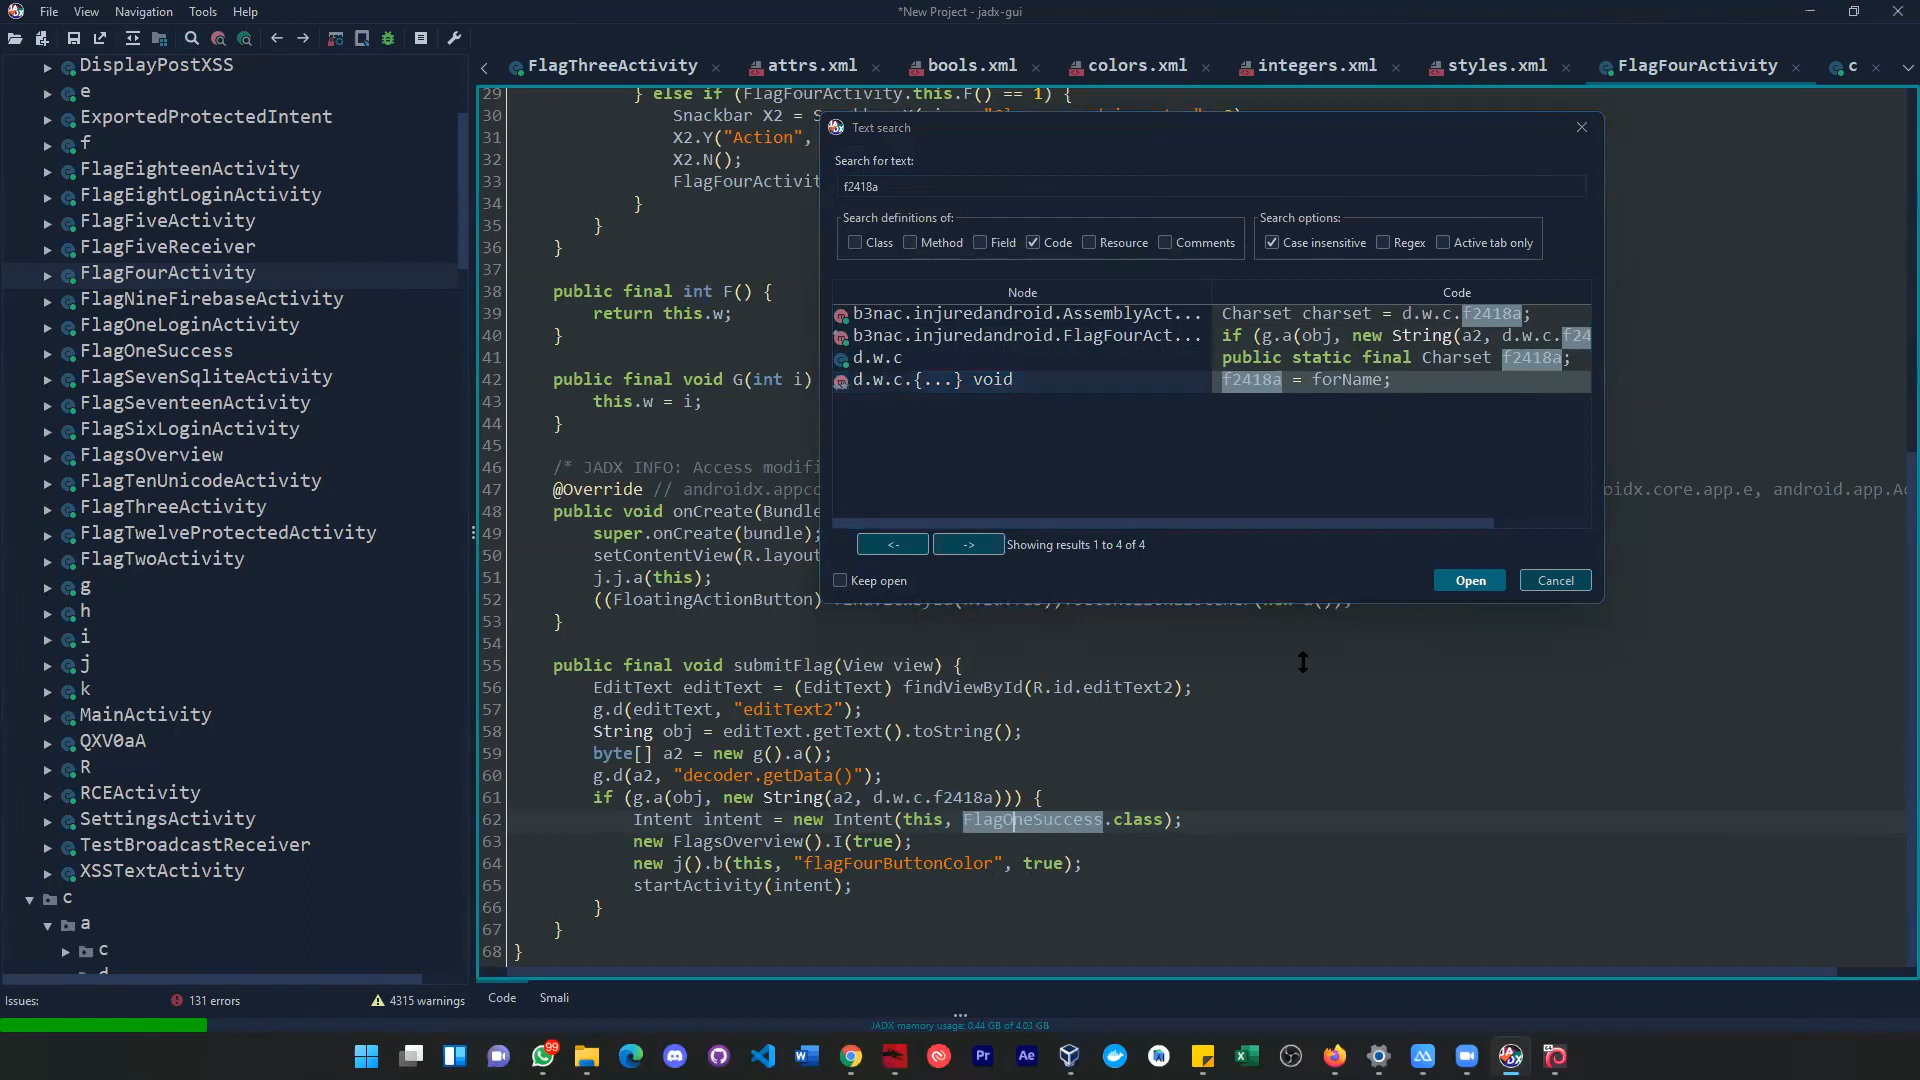 File View Navigation Tools Help
*New Project - jadx-gui
FlagThreeActivity
attrs.xml
bools.xml
colors.xml
integers.xml
styles.xml
FlagFourActivity
c
DisplayPostXSS
e
ExportedProtectedIntent
f
FlagEighteenActivity
FlagEightLoginActivity
FlagFiveActivity
FlagFiveReceiver
FlagFourActivity
FlagNineFirebaseActivity
FlagOneLoginActivity
FlagOneSuccess
FlagSevenSqliteActivity
FlagSeventeenActivity
FlagSixLoginActivity
FlagsOverview
FlagTenUnicodeActivity
FlagThreeActivity
FlagTwelveProtectedActivity
FlagTwoActivity
g
h
i
j
k
MainActivity
QXV0aA
R
RCEActivity
SettingsActivity
TestBroadcastReceiver
XSSTextActivity
c
a
c
29 } else if (FlagFourActivity.this.F() == 1) {
30 Snackbar X2 =
31 X2.Y("Action",
32 X2.N();
33 FlagFourActivit
34 }
35 }
36 }
37
38 public final int F() {
39 return this.w;
40 }
41
42 public final void G(int i)
43 this.w = i;
44 }
45
46 /* JADX INFO: Access modifi
47 @Override // androidx.appco
idx.core.app.e, android.app.Ac
48 public void onCreate(Bundle
49 super.onCreate(bundle);
50 setContentView(R.layout
51 j.j.a(this);
52 ((FloatingActionButton)
53 }
54
55 public final void submitFlag(View view) {
56 EditText editText = (EditText) findViewById(R.id.editText2);
57 g.d(editText, "editText2");
58 String obj = editText.getText().toString();
59 byte[] a2 = new g().a();
60 g.d(a2, "decoder.getData()");
61 if (g.a(obj, new String(a2, d.w.c.f2418a))) {
62 Intent intent = new Intent(this, FlagOneSuccess.class);
63 new FlagsOverview().I(true);
64 new j().b(this, "flagFourButtonColor", true);
65 startActivity(intent);
66 }
67 }
68 }
Text search
Search for text:
f2418a
Search definitions of:
Class Method Field Code Resource Comments
Search options:
Case insensitive Regex Active tab only
Node Code
b3nac.injuredandroid.AssemblyAct... Charset charset = d.w.c.f2418a;
b3nac.injuredandroid.FlagFourAct... if (g.a(obj, new String(a2, d.w.c.f24
d.w.c public static final Charset f2418a;
d.w.c.{...} void f2418a = forName;
<- -> Showing results 1 to 4 of 4
Keep open
Open Cancel
Issues: 131 errors 4315 warnings
Code Smali
JADX memory usage: 0.44 GB of 4.03 GB
99
Pr
Ae
64